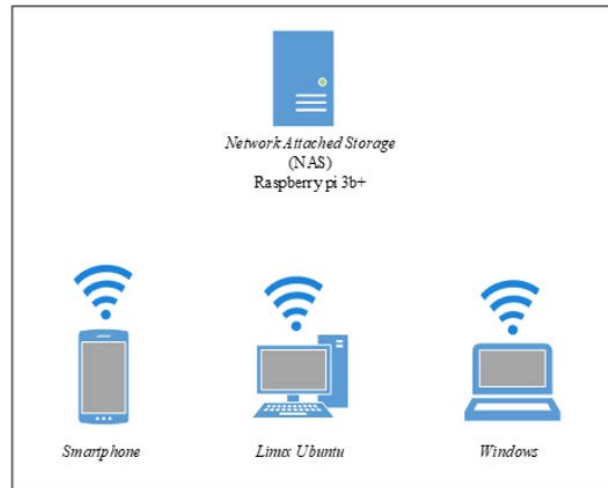 Network Attached Storage
(NAS)
Raspberry pi 3b+
Smartphone
Linux Ubuntu
Windows